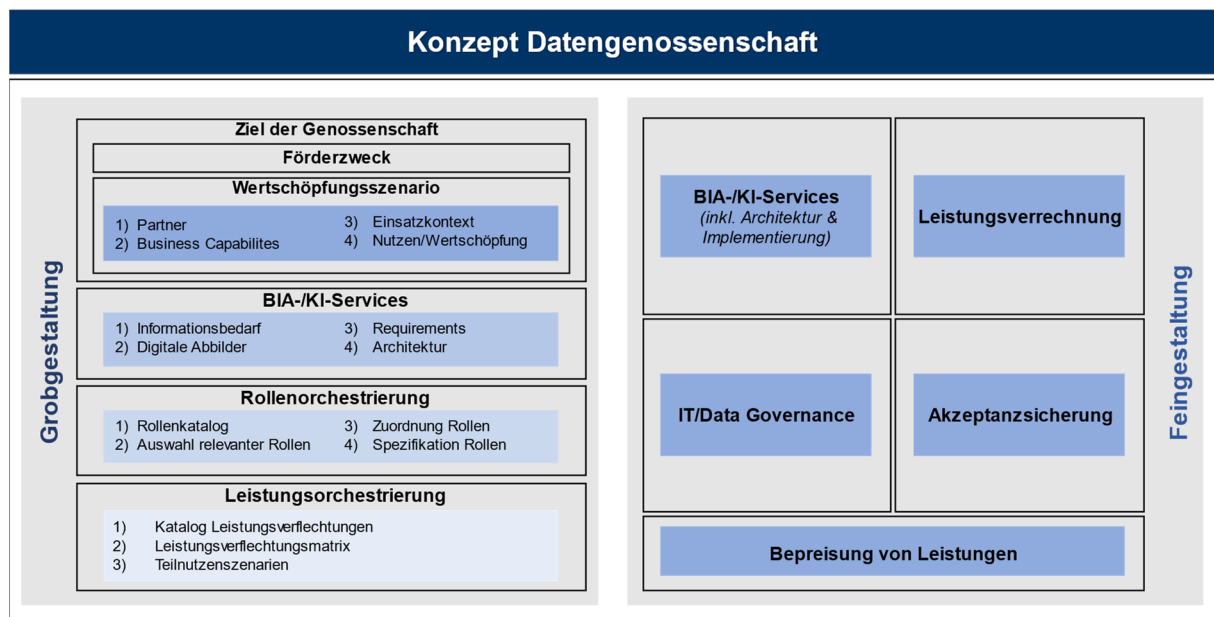 Konzept Datengenossenschaft
Grobgestaltung
Ziel der Genossenschaft
Förderzweck
Wertschöpfungsszenario
1) Partner
2) Business Capabilites
3) Einsatzkontext
4) Nutzen/Wertschöpfung
BIA-/KI-Services
1) Informationsbedarf
2) Digitale Abbilder
3) Requirements
4) Architektur
Rollenorchestrierung
1) Rollenkatalog
2) Auswahl relevanter Rollen
3) Zuordnung Rollen
4) Spezifikation Rollen
Leistungsorchestrierung
1) Katalog Leistungsverflechtungen
2) Leistungsverflechtungsmatrix
3) Teilnutzenszenarien
BIA-/KI-Services
(inkl. Architektur &
Implementierung)
Leistungsverrechnung
IT/Data Governance
Akzeptanzsicherung
Bepreisung von Leistungen
Feingestaltung